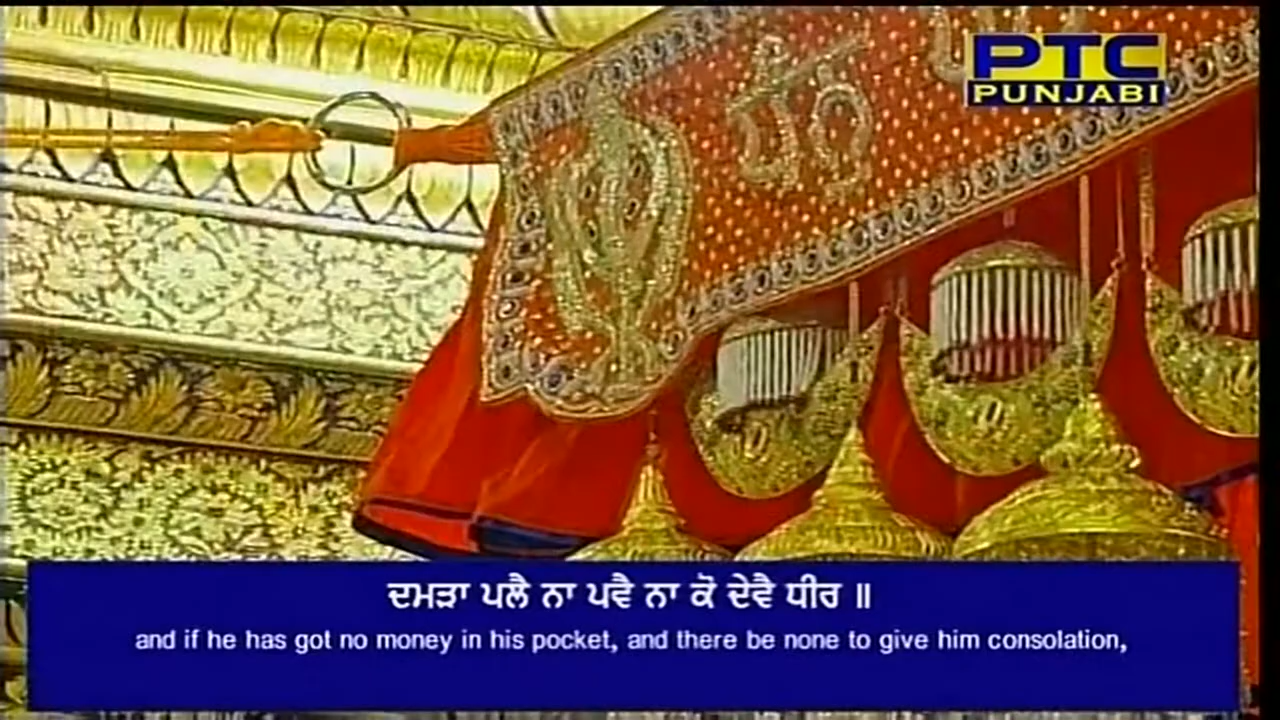 PTC
PUNJABI
ਧੰਨ
ਦਮੜਾ ਪਲੈ ਨਾ ਪਵੈ ਨਾ ਕੋ ਦੇਵੈ ਧੀਰ ॥
and if he has got no money in his pocket, and there be none to give him consolation,